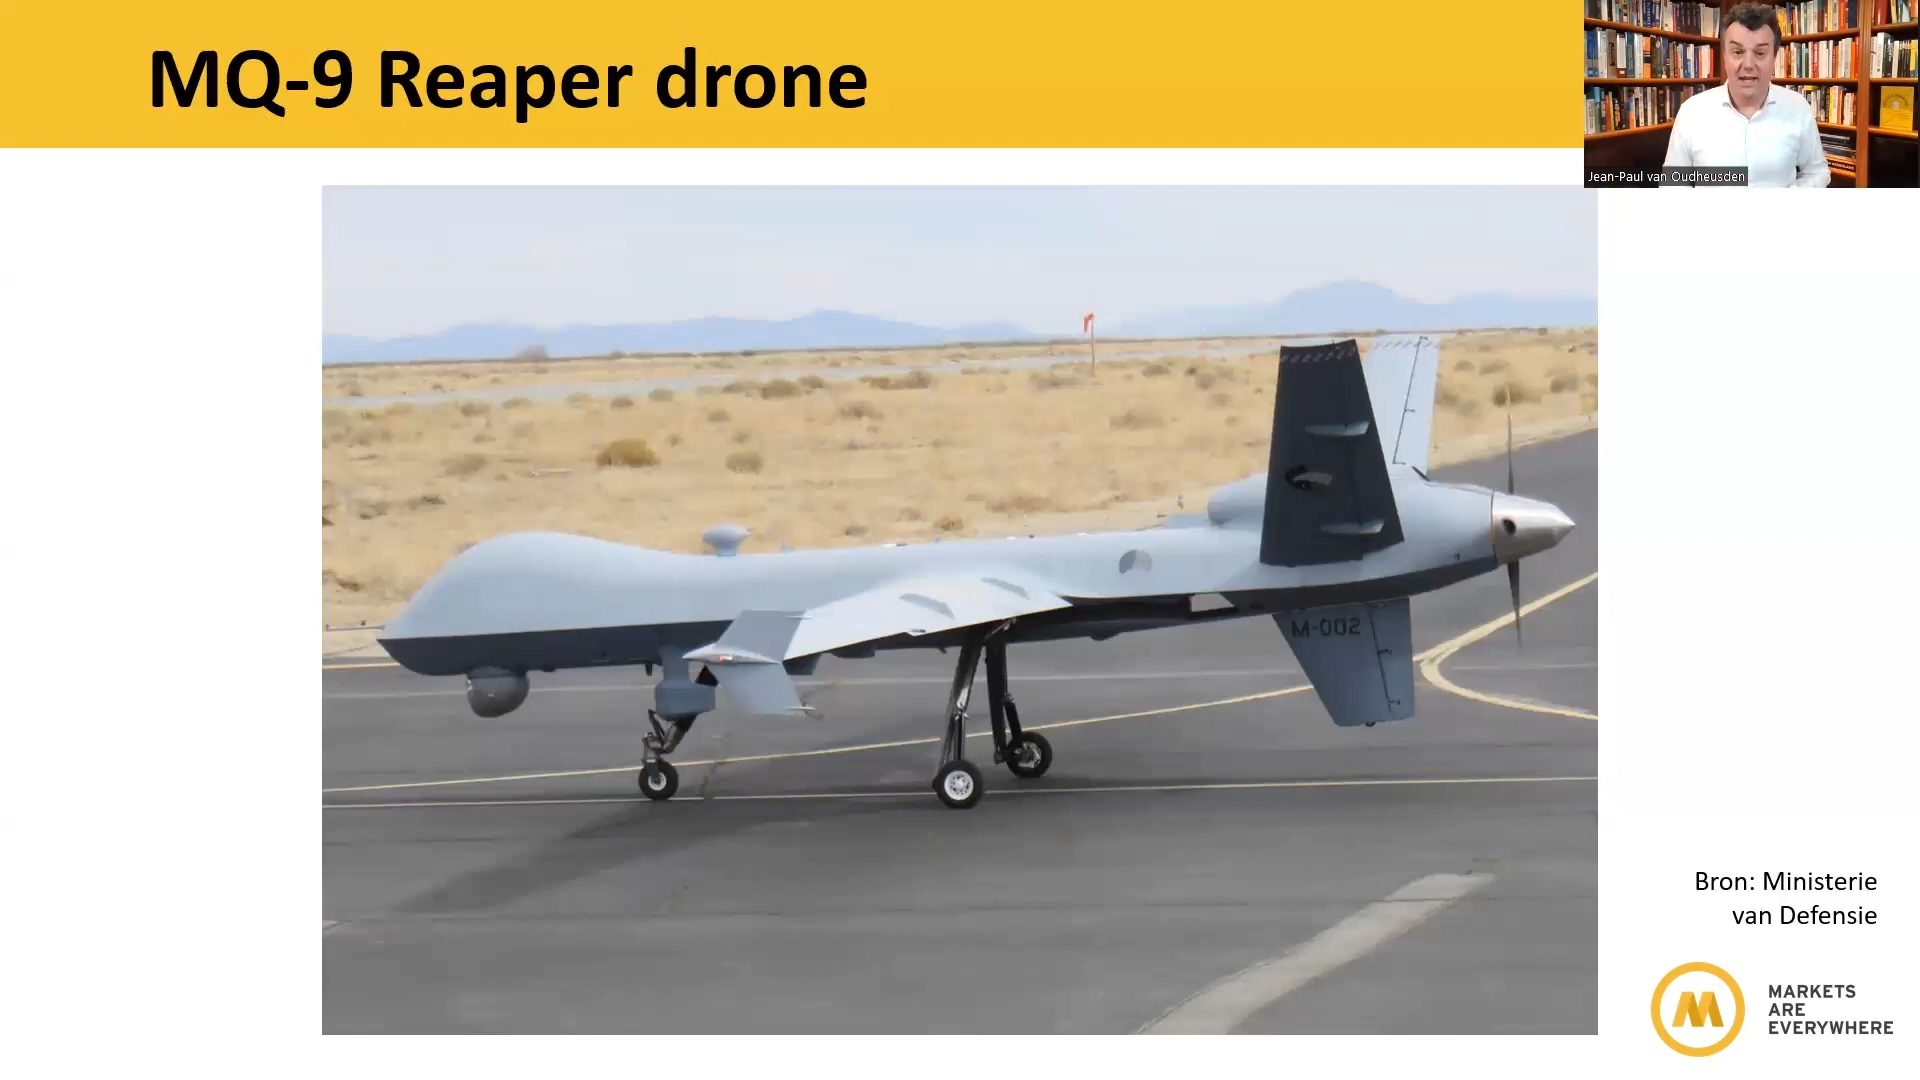 MQ-9 Reaper drone
Jean-Paul van Oudheusden
M-002
Bron: Ministerie
van Defensie
MARKETS
ARE
EVERYWHERE